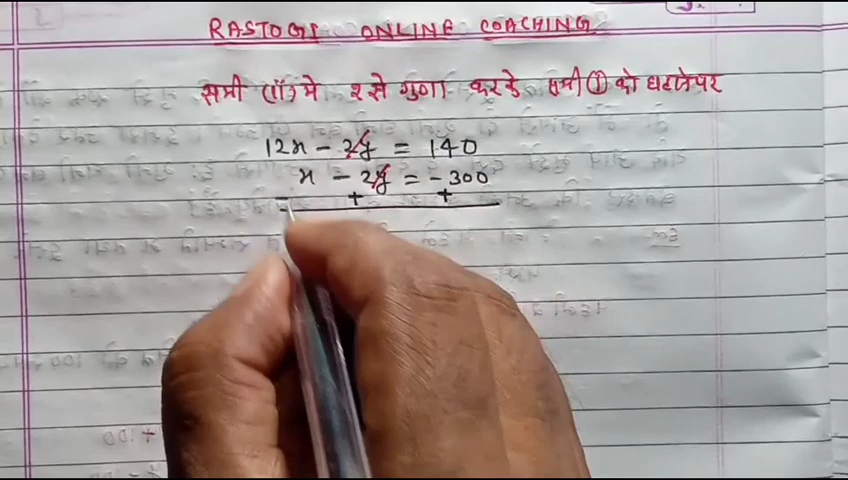 RASTOGI ONLINE COACHING
समी (ii) मे 2 से गुणा करके समी ① को घटानेपर
12x - 2y = 140
x - 2y = -300
- + +